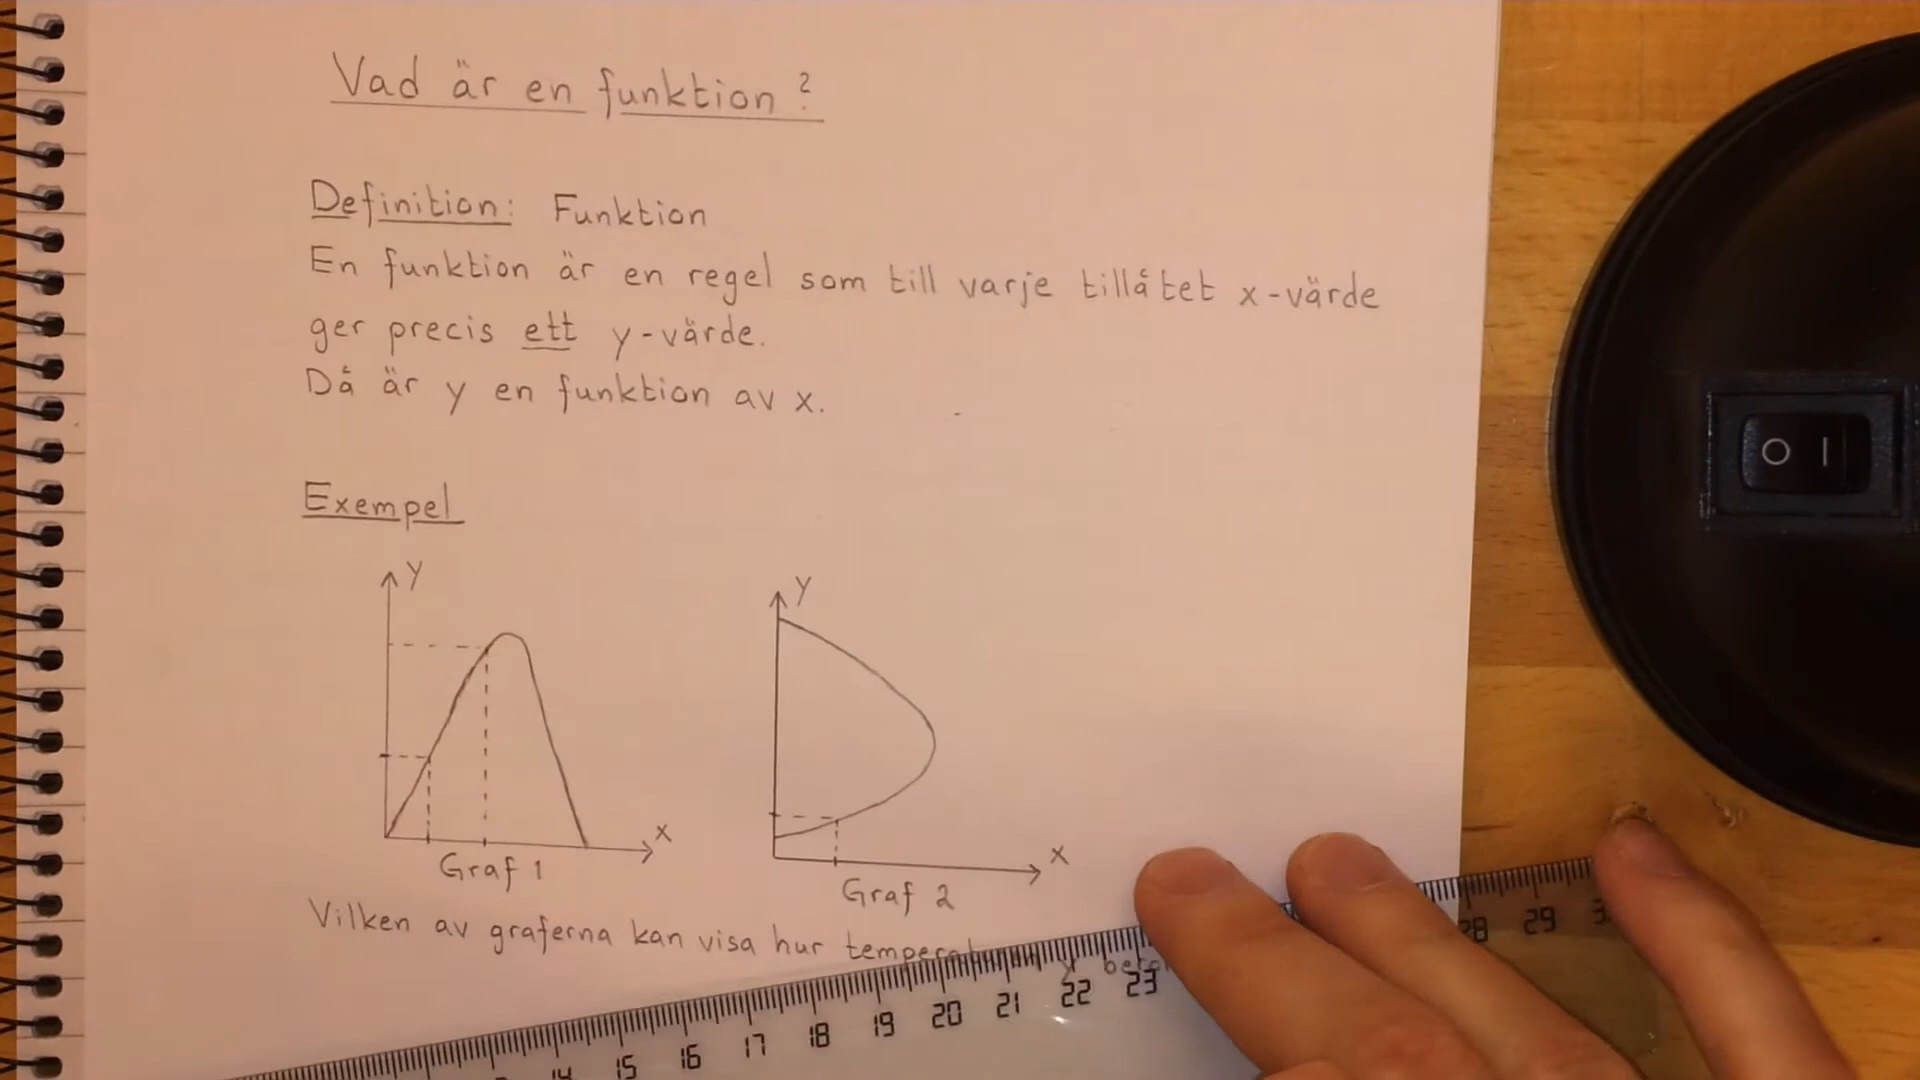 Vad är en funktion?
Definition: Funktion
En funktion är en regel som till varje tillåtet x-värde
ger precis ett y-värde.
Då är y en funktion av x.
Exempel
y
x
Graf 1
y
x
Graf 2
Vilken av graferna kan visa hur y
28 29
14 15 16 17 18 19 20 21 22 23
O I